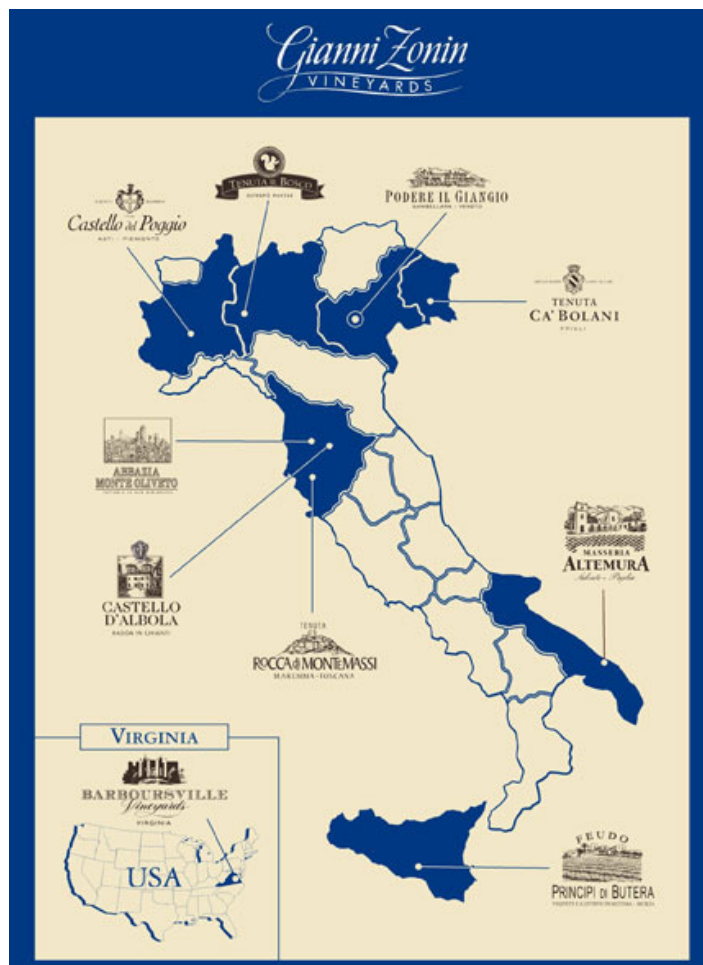 Gianni Zonin
VINEYARDS
TENUTA IL BOSCO
OLTREPÒ PAVESE
Castello del Poggio
ASTI - PIEMONTE
PODERE IL GIANGIO
GAMBELLARA - VENETO
TENUTA
CA' BOLANI
FRIULI
ABBAZIA
MONTE OLIVETO
CASTELLO
D'ALBOLA
RADDA IN CHIANTI
TENUTA
ROCCA di MONTEMASSI
MAREMMA - TOSCANA
MASSERIA
ALTEMURA
Salento - Puglia
VIRGINIA
BARBOURSVILLE
Vineyards
VIRGINIA
USA
FEUDO
PRINCIPI DI BUTERA